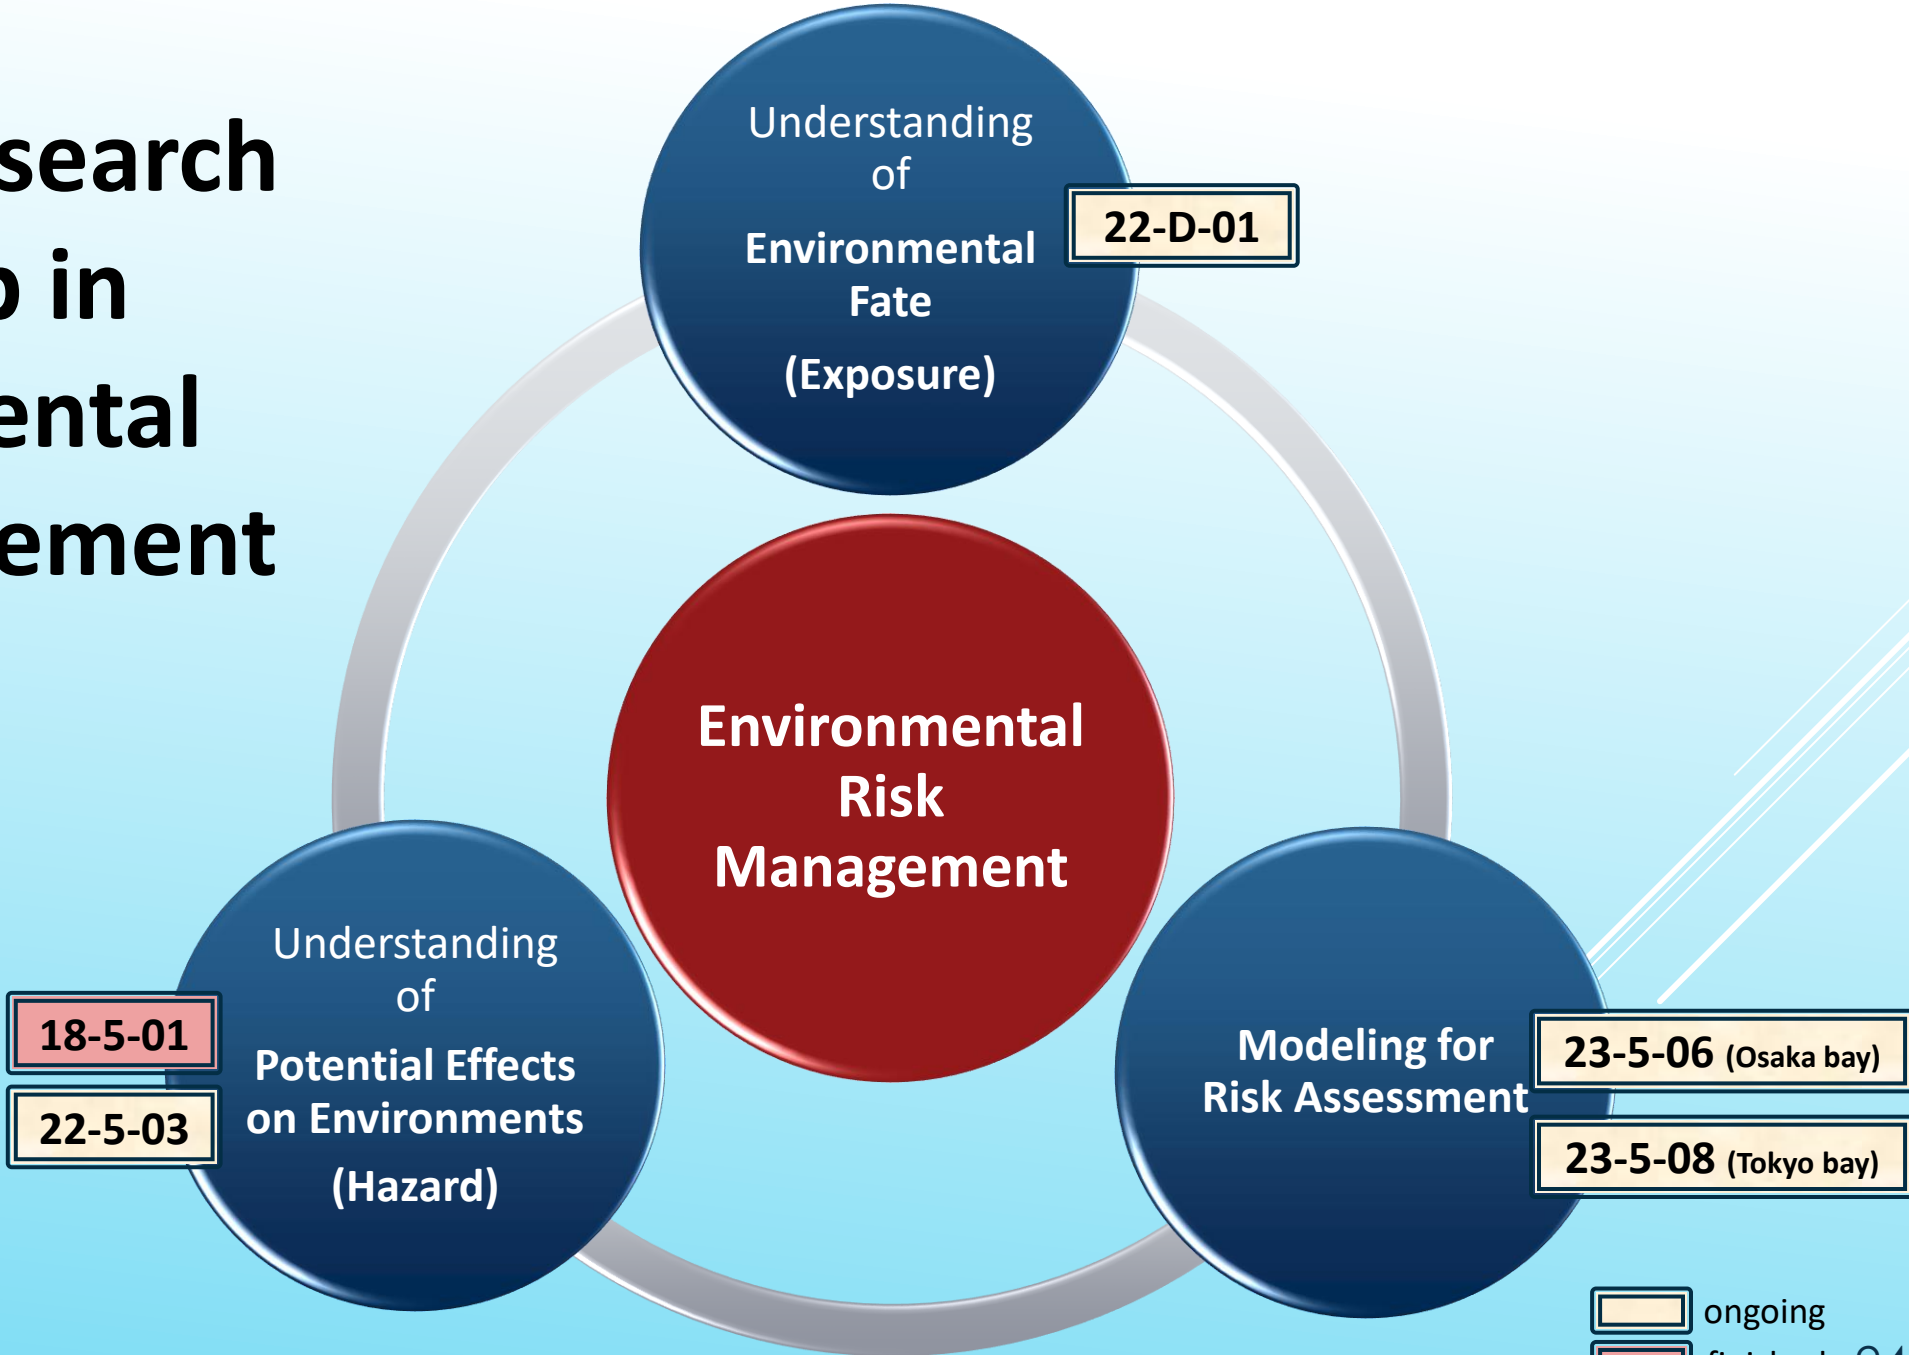 search
in
ental
ement
Understanding
of
Environmental
Fate
(Exposure)
22-D-01
Environmental
Risk
Management
Understanding
of
Potential Effects
on Environments
(Hazard)
18-5-01
22-5-03
Modeling for
Risk Assessment
23-5-06 (Osaka bay)
23-5-08 (Tokyo bay)
ongoing